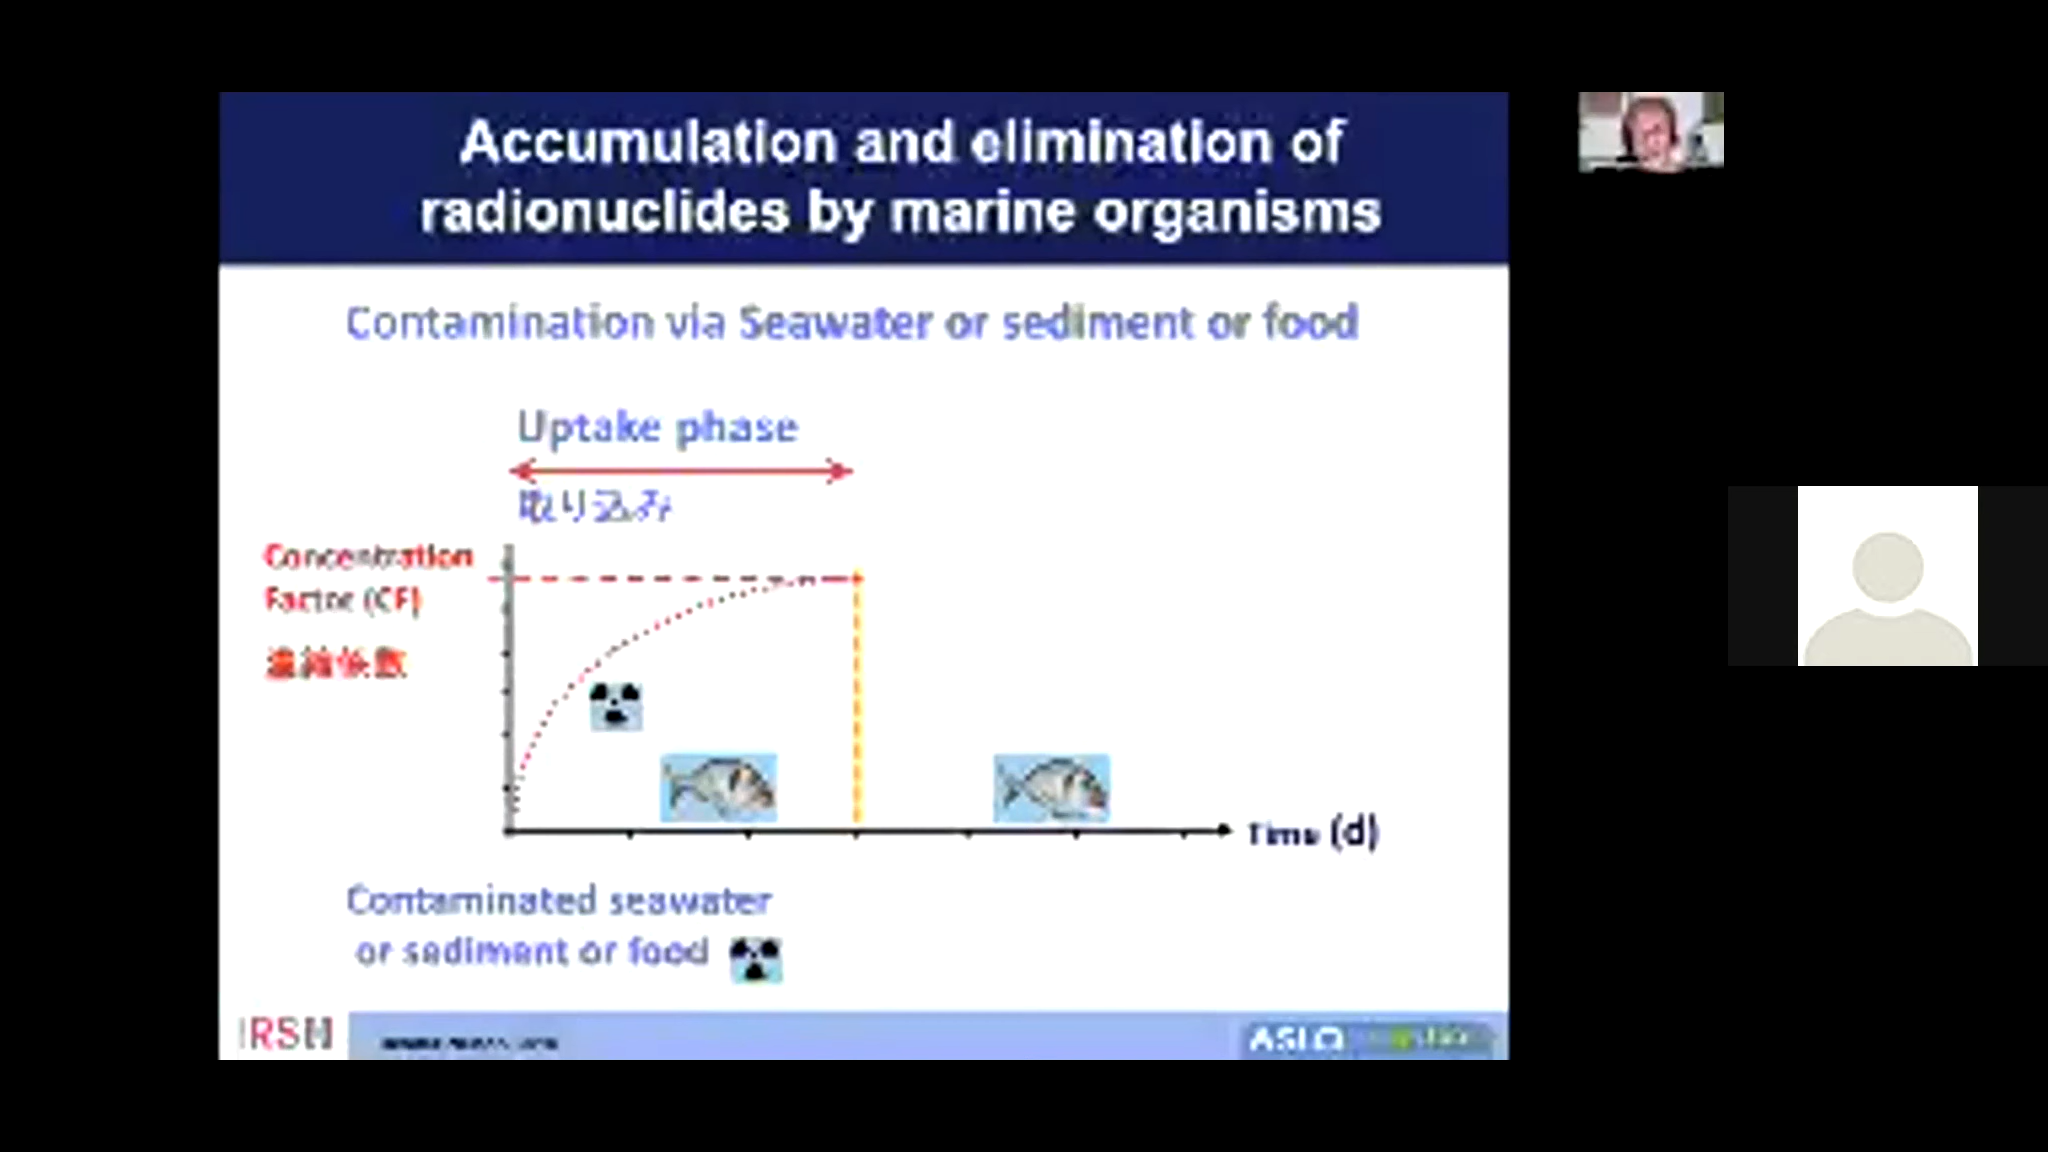 Accumulation and elimination of
radionuclides by marine organisms
Contamination via Seawater or sediment or food
Uptake phase
取り込み
Concentration
Factor (CF)
濃縮係数
Time (d)
Contaminated seawater
or sediment or food
IRSN
ASLO